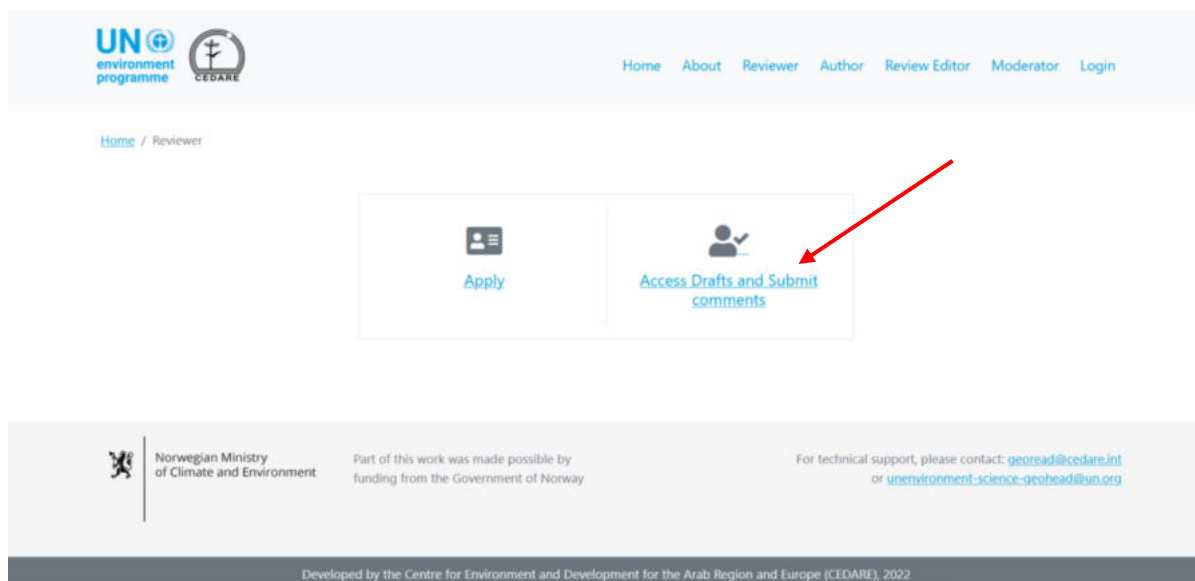 UN
environment
programme
CEDARE
Home About Reviewer Author Review Editor Moderator Login
Home / Reviewer
Apply
Access Drafts and Submit
comments
Norwegian Ministry
of Climate and Environment
Part of this work was made possible by
funding from the Government of Norway
For technical support, please contact: georead@cedare.int
or unenvironment-science-geohead@un.org
Developed by the Centre for Environment and Development for the Arab Region and Europe (CEDARE), 2022